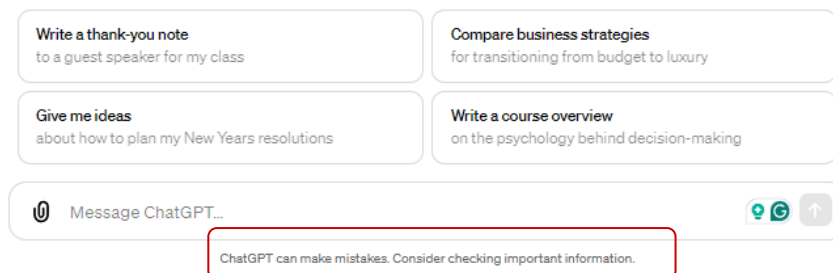 Write a thank-you note
to a guest speaker for my class
Compare business strategies
for transitioning from budget to luxury
Give me ideas
about how to plan my New Years resolutions
Write a course overview
on the psychology behind decision-making
Message ChatGPT...
ChatGPT can make mistakes. Consider checking important information.